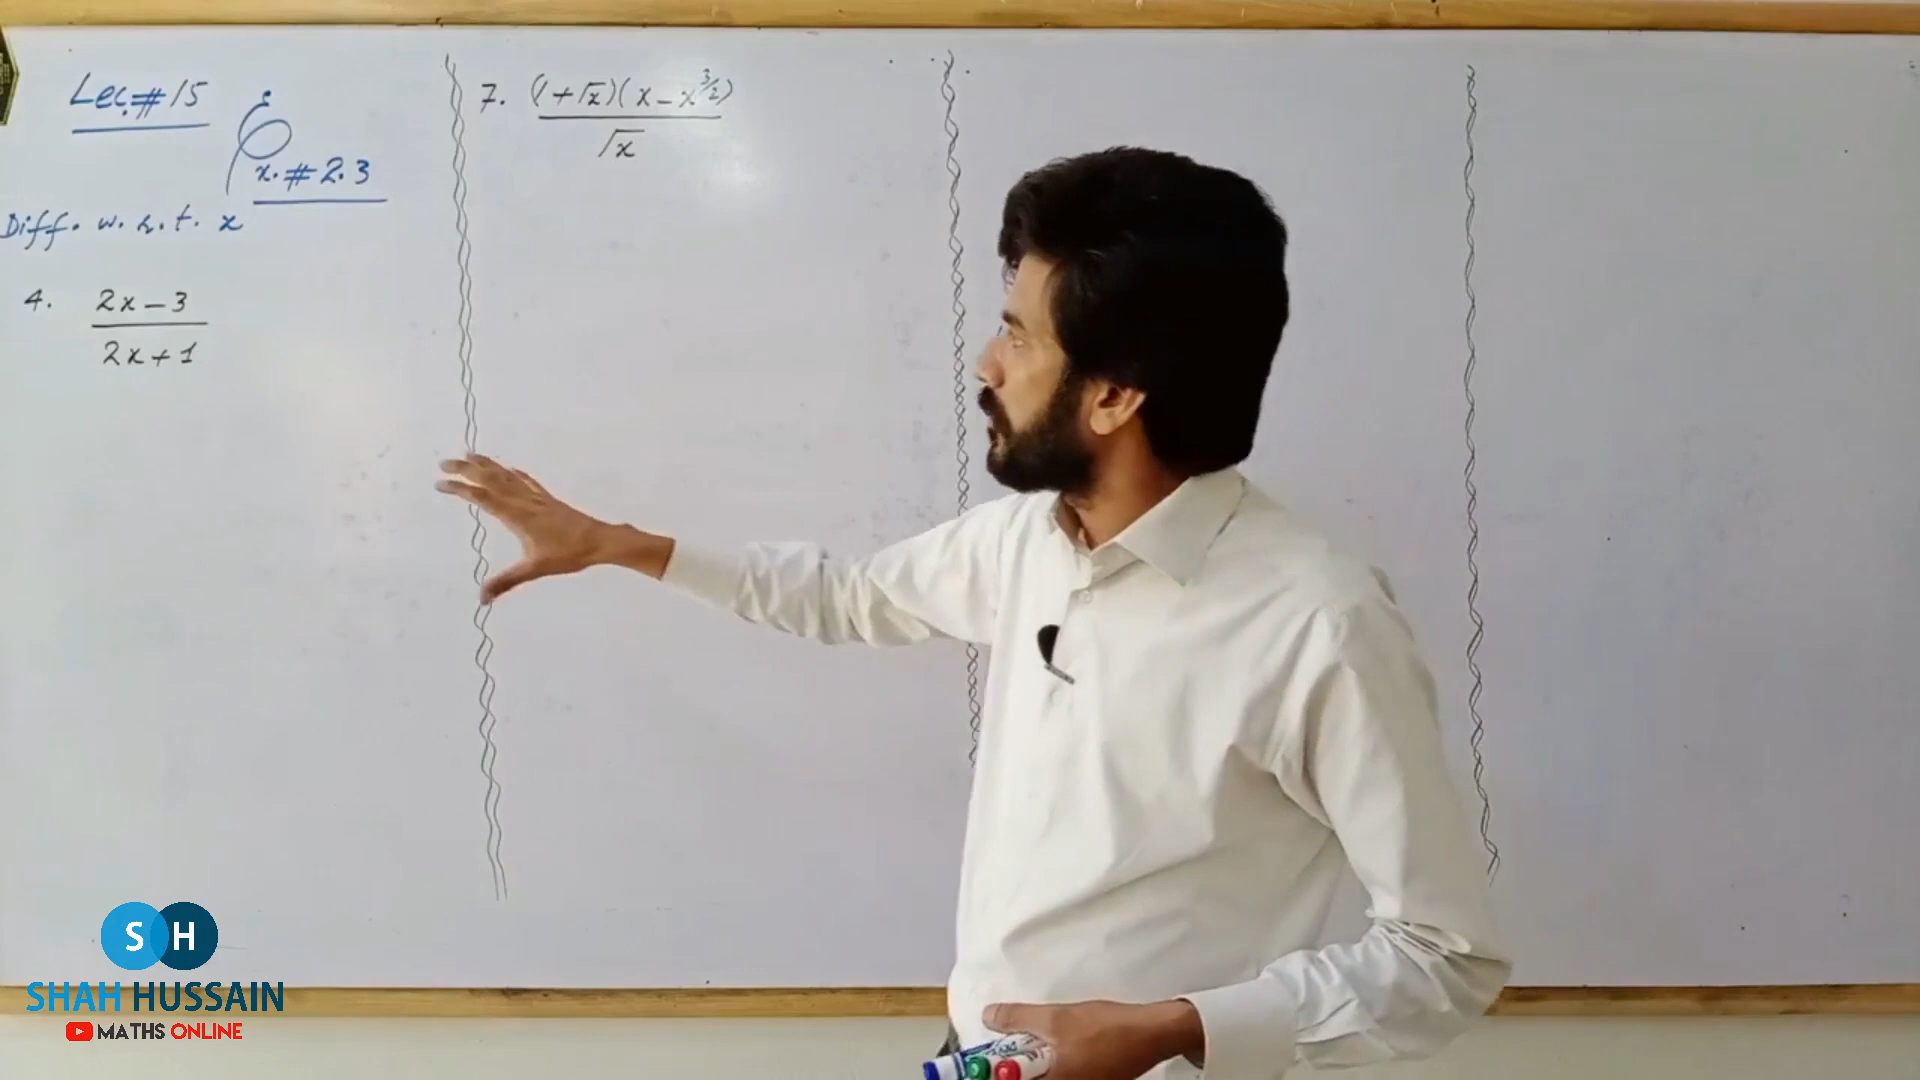 Lec.#15
Ex.#2.3
Diff. w.r.t. x
4. 2x-3
2x+1
7. (1+√x)(x-x^3/2)
√x
S H
SHAH HUSSAIN
MATHS ONLINE